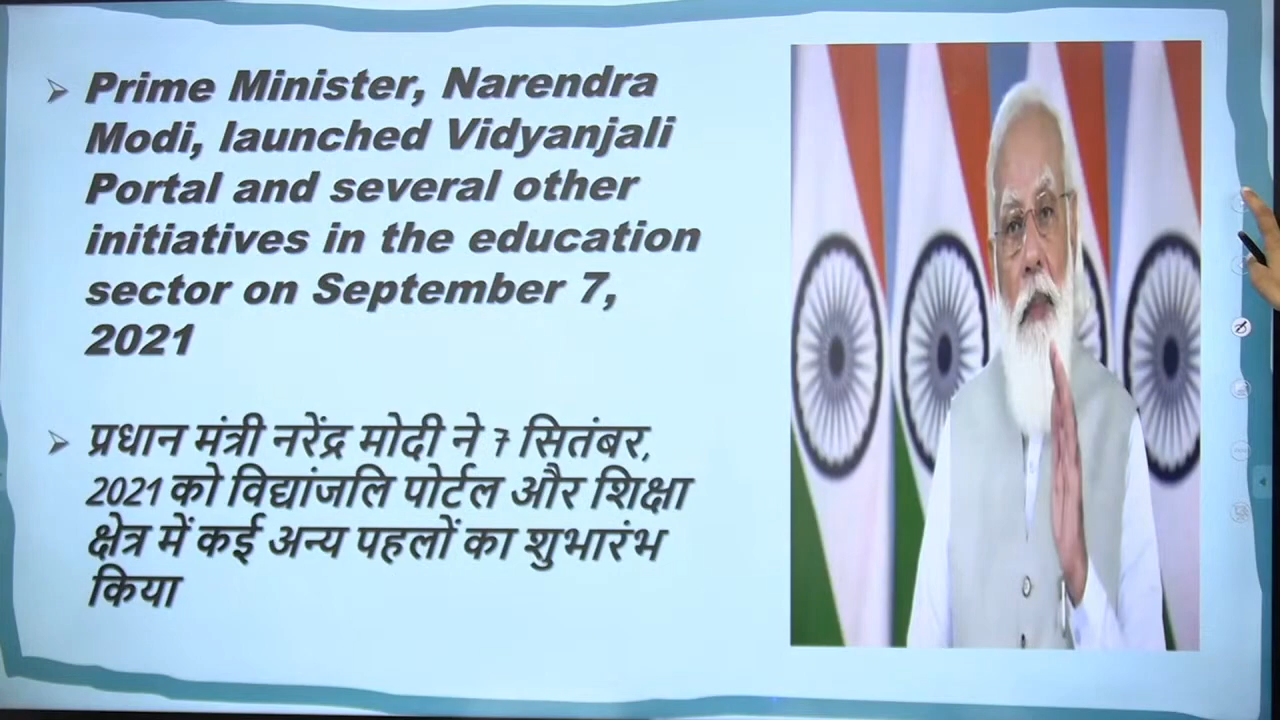 Prime Minister, Narendra
Modi, launched Vidyanjali
Portal and several other
initiatives in the education
sector on September 7,
2021
प्रधान मंत्री नरेंद्र मोदी ने 7 सितंबर,
2021 को विद्यांजलि पोर्टल और शिक्षा
क्षेत्र में कई अन्य पहलों का शुभारंभ
किया